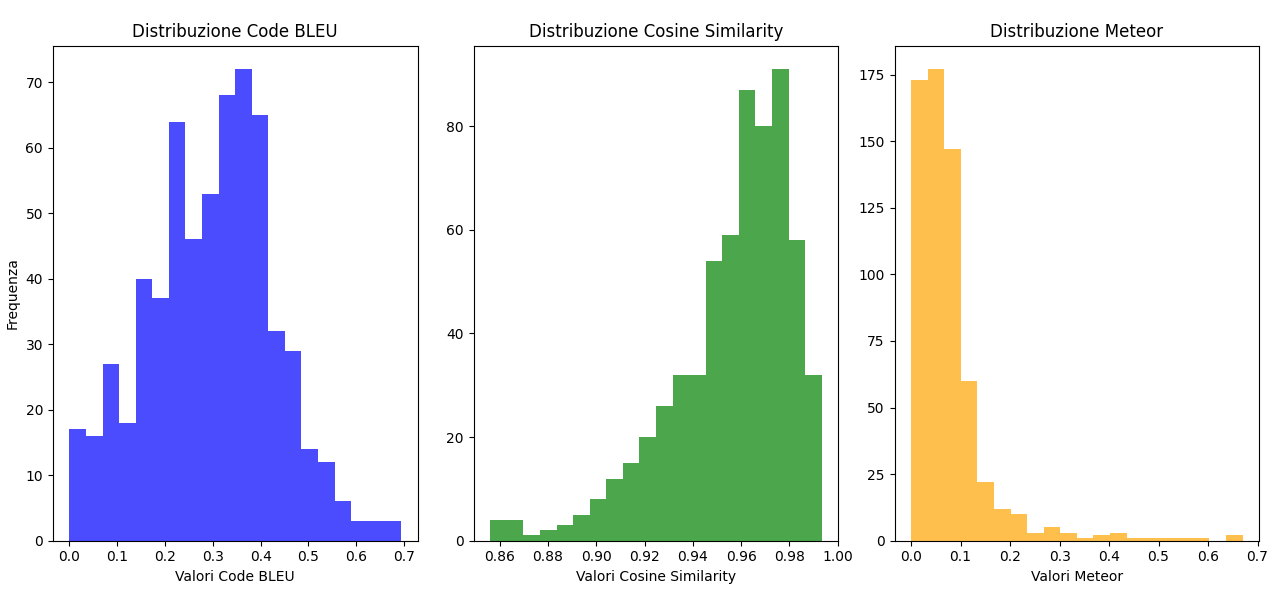 Distribuzione Code BLEU
70
60
50
40
30
20
10
0
Frequenza
0.0 0.1 0.2 0.3 0.4 0.5 0.6 0.7
Valori Code BLEU
Distribuzione Cosine Similarity
80
60
40
20
0
0.86 0.88 0.90 0.92 0.94 0.96 0.98 1.00
Valori Cosine Similarity
Distribuzione Meteor
175
150
125
100
75
50
25
0
0.0 0.1 0.2 0.3 0.4 0.5 0.6 0.7
Valori Meteor